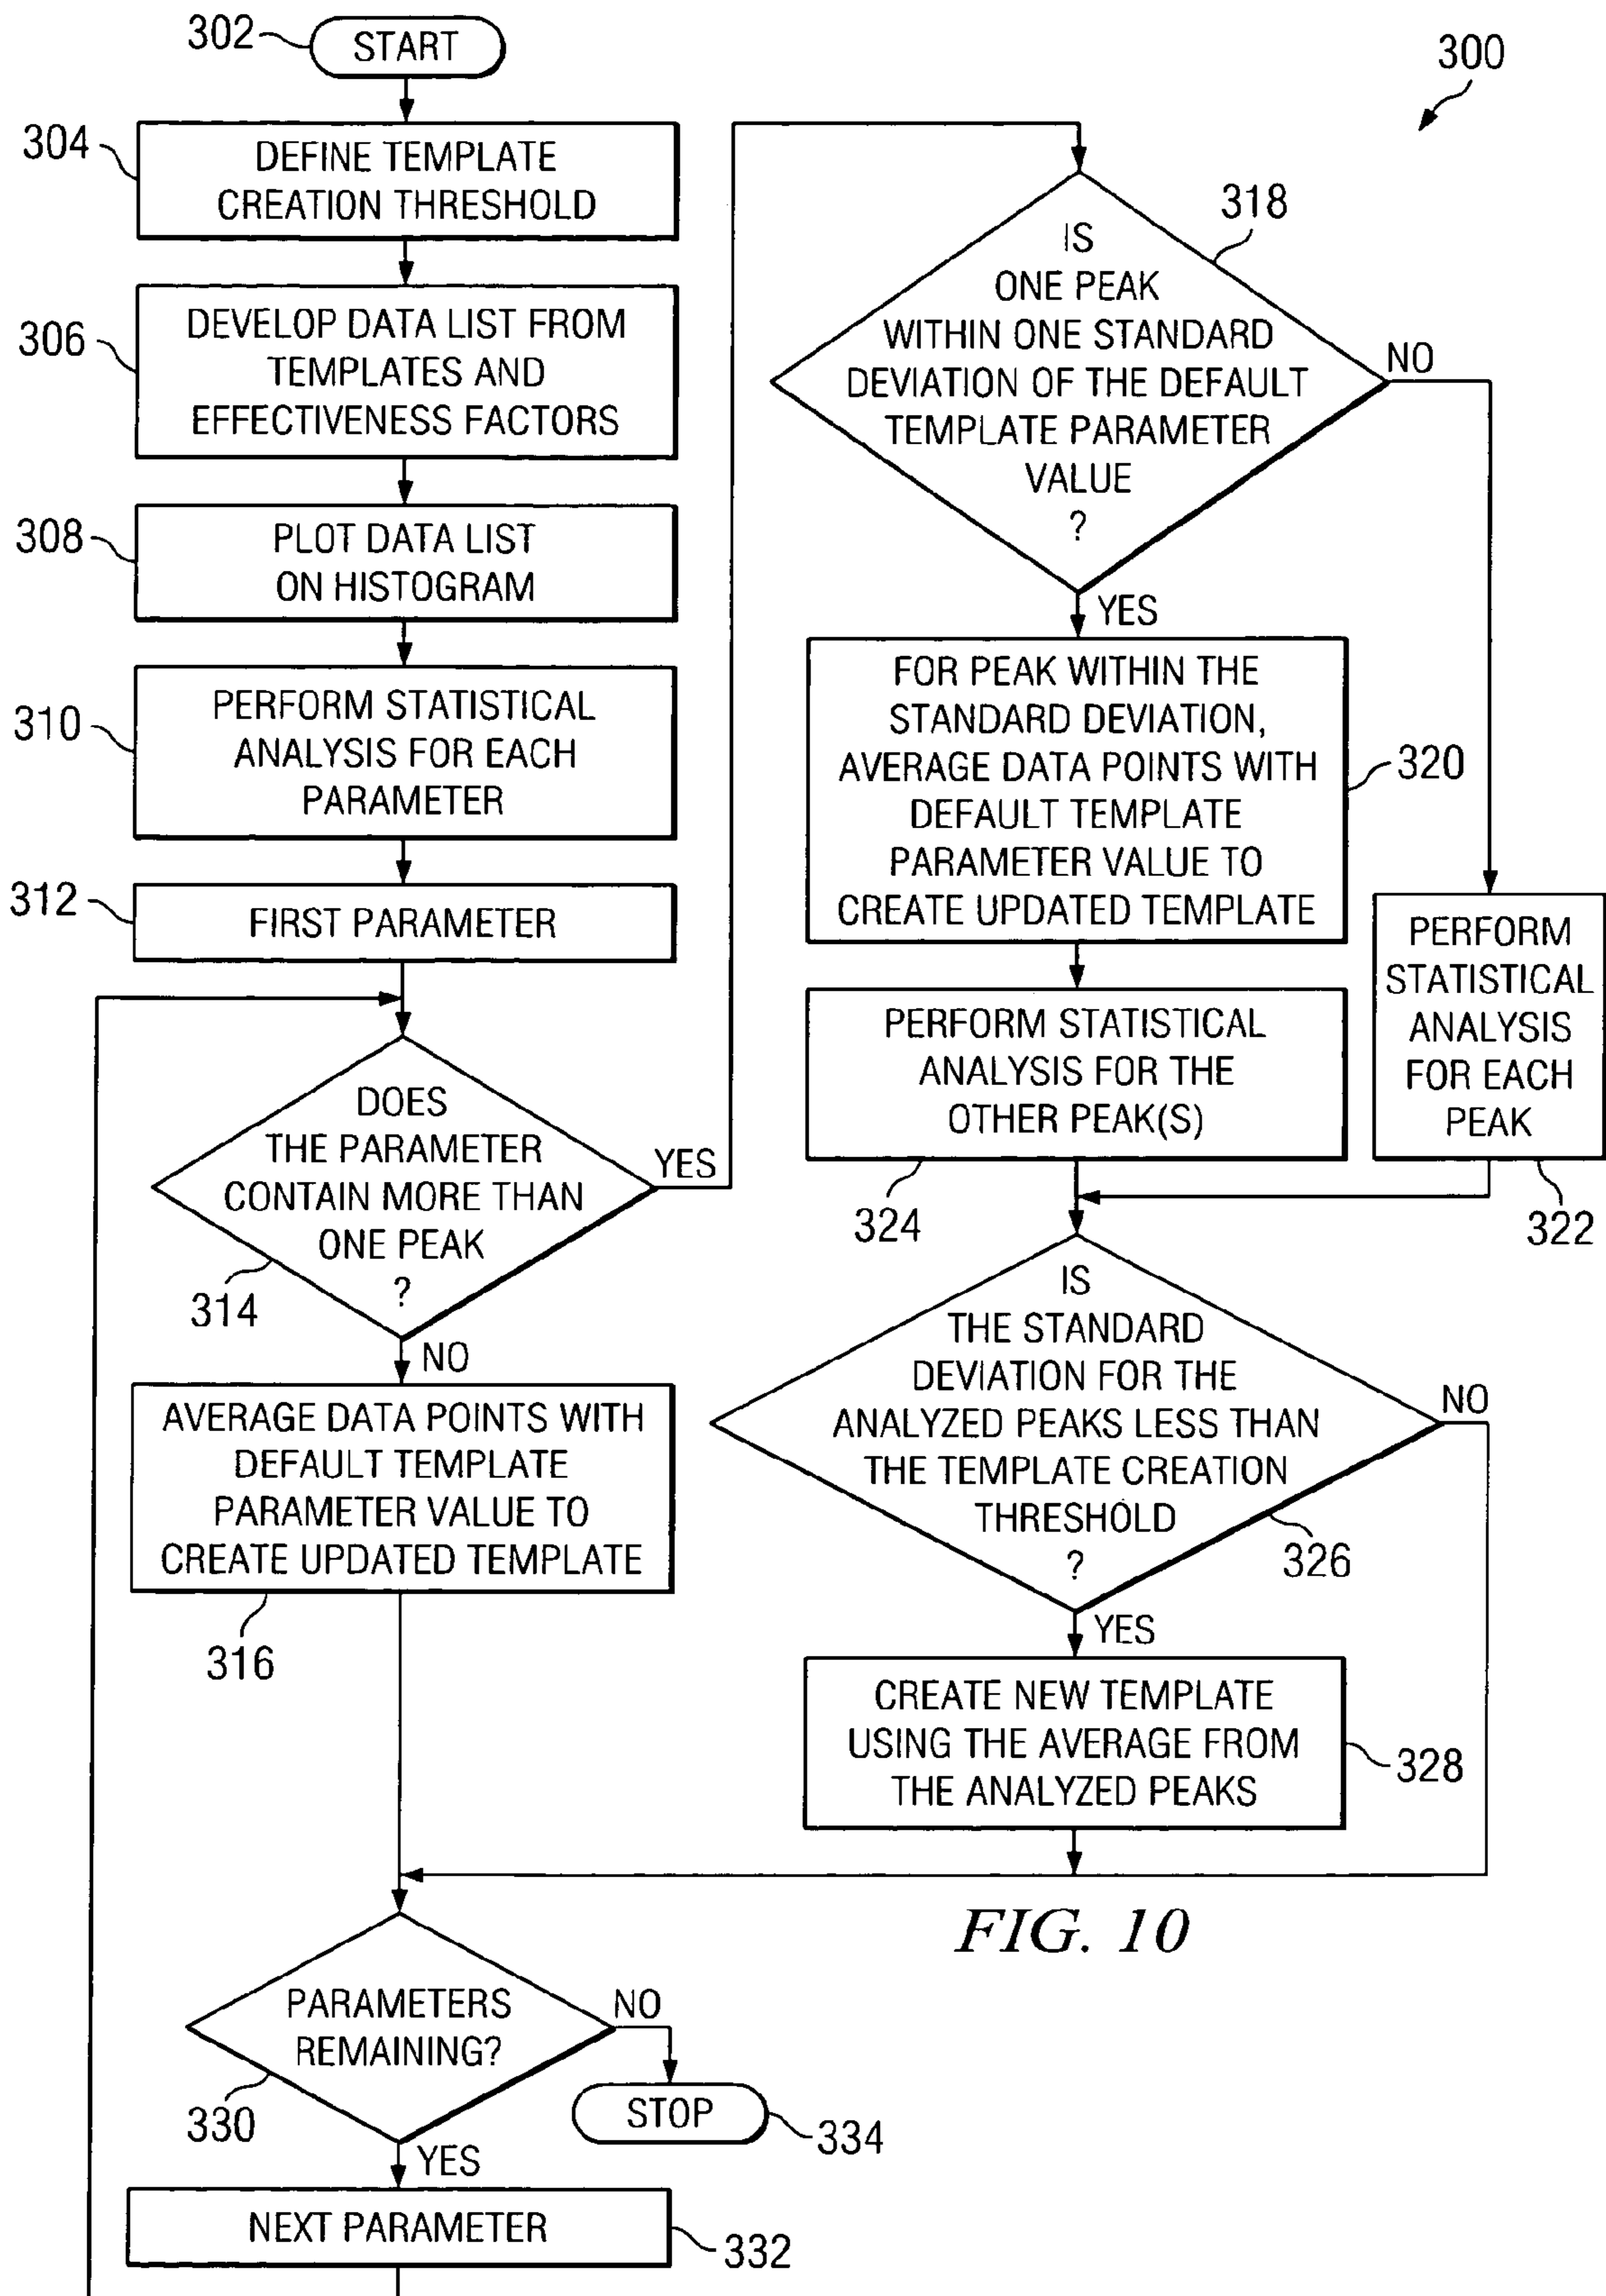 302
START
300
304
DEFINE TEMPLATE
CREATION THRESHOLD
306
DEVELOP DATA LIST FROM
TEMPLATES AND
EFFECTIVENESS FACTORS
308
PLOT DATA LIST
ON HISTOGRAM
310
PERFORM STATISTICAL
ANALYSIS FOR EACH
PARAMETER
312
FIRST PARAMETER
DOES
THE PARAMETER
CONTAIN MORE THAN
ONE PEAK
?
YES
314
NO
AVERAGE DATA POINTS WITH
DEFAULT TEMPLATE
PARAMETER VALUE TO
CREATE UPDATED TEMPLATE
316
318
IS
ONE PEAK
WITHIN ONE STANDARD
DEVIATION OF THE DEFAULT
TEMPLATE PARAMETER
VALUE
?
NO
YES
FOR PEAK WITHIN THE
STANDARD DEVIATION,
AVERAGE DATA POINTS WITH
DEFAULT TEMPLATE
PARAMETER VALUE TO
CREATE UPDATED TEMPLATE
320
PERFORM
STATISTICAL
ANALYSIS
FOR EACH
PEAK
322
PERFORM STATISTICAL
ANALYSIS FOR THE
OTHER PEAK(S)
324
IS
THE STANDARD
DEVIATION FOR THE
ANALYZED PEAKS LESS THAN
THE TEMPLATE CREATION
THRESHOLD
?
NO
326
YES
CREATE NEW TEMPLATE
USING THE AVERAGE FROM
THE ANALYZED PEAKS
328
FIG. 10
PARAMETERS
REMAINING?
NO
330
STOP
334
YES
NEXT PARAMETER
332